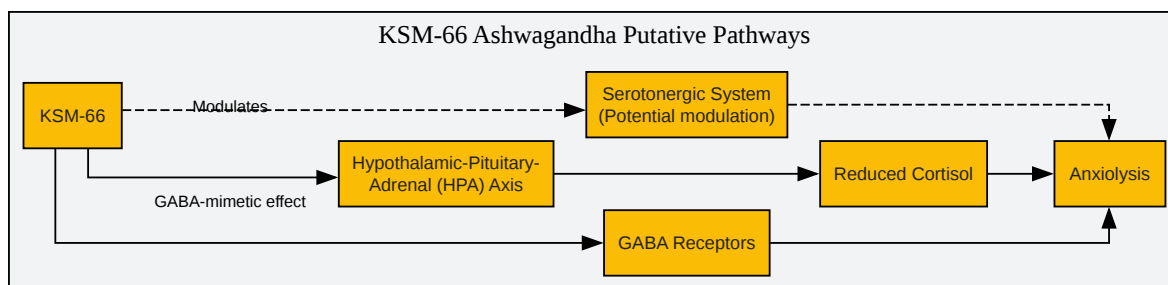 KSM-66 Ashwagandha Putative Pathways
KSM-66
Modulates
Serotonergic System
(Potential modulation)
Hypothalamic-Pituitary-
Adrenal (HPA) Axis
Reduced Cortisol
Anxiolysis
GABA-mimetic effect
GABA Receptors